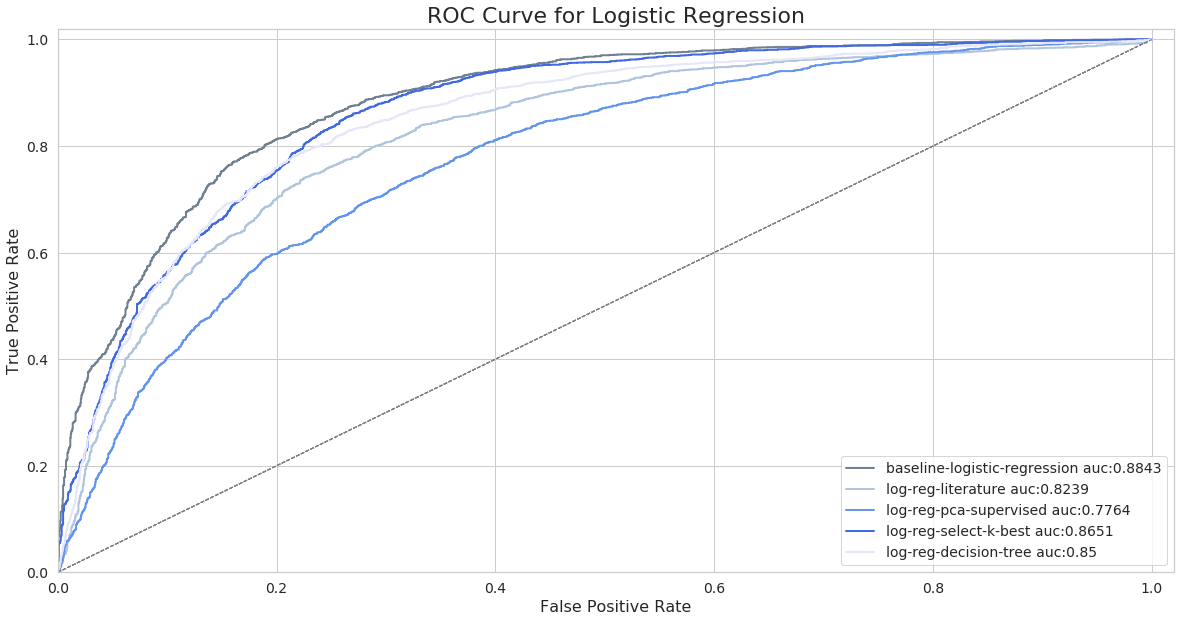 ROC Curve for Logistic Regression
True Positive Rate
1.0
0.8
0.6
0.4
0.2
0.0
0.0 0.2 0.4 0.6 0.8 1.0
False Positive Rate
baseline-logistic-regression auc:0.8843
log-reg-literature auc:0.8239
log-reg-pca-supervised auc:0.7764
log-reg-select-k-best auc:0.8651
log-reg-decision-tree auc:0.85